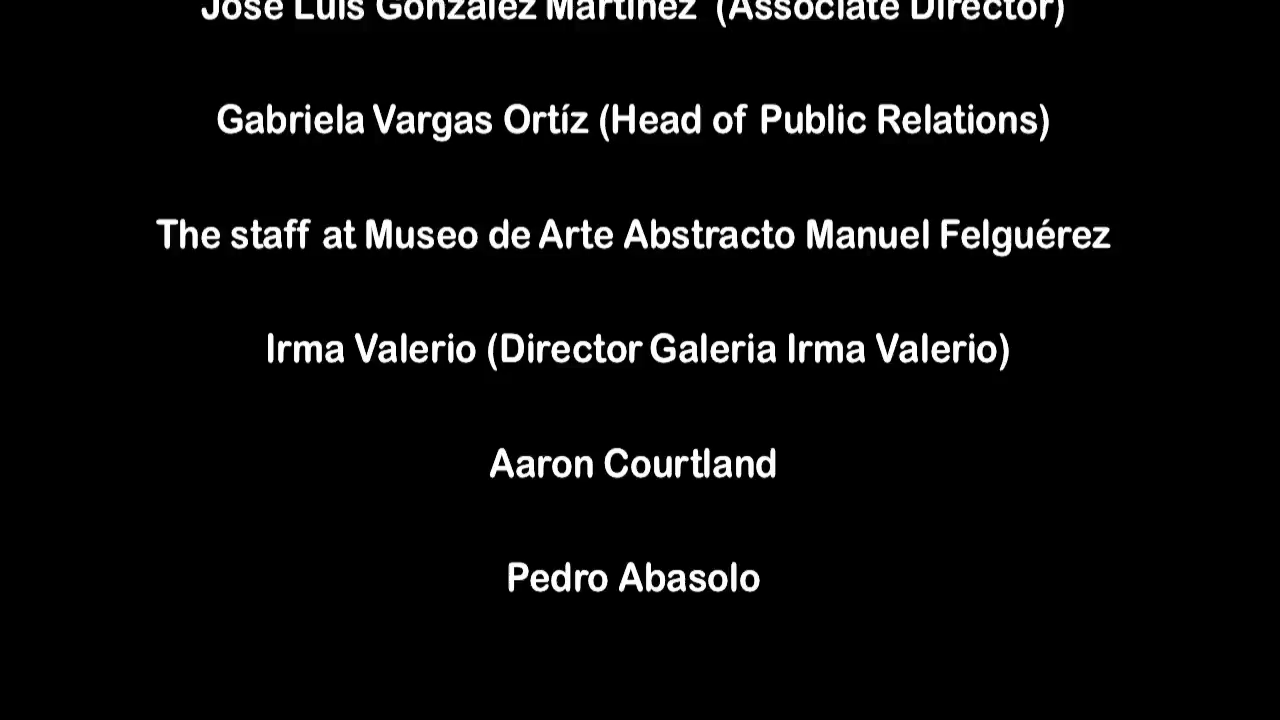 José Luis González Martínez (Associate Director)
Gabriela Vargas Ortíz (Head of Public Relations)
The staff at Museo de Arte Abstracto Manuel Felguérez
Irma Valerio (Director Galeria Irma Valerio)
Aaron Courtland
Pedro Abasolo